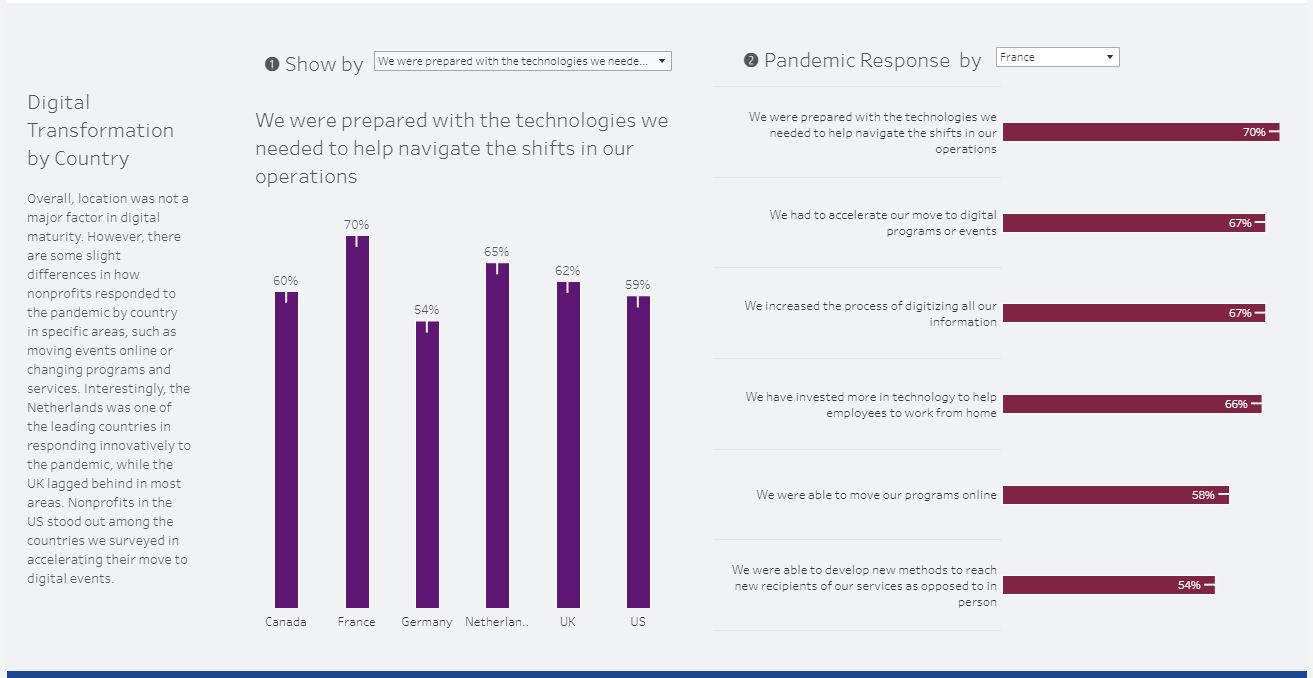 Digital
Transformation
by Country
Overall, location was not a
major factor in digital
maturity. However, there
are some slight
differences in how
nonprofits responded to
the pandemic by country
in specific areas, such as
moving events online or
changing programs and
services. Interestingly, the
Netherlands was one of
the leading countries in
responding innovatively to
the pandemic, while the
UK lagged behind in most
areas. Nonprofits in the
US stood out among the
countries we surveyed in
accelerating their move to
digital events.
❶ Show by
We were prepared with the technologies we neede...
We were prepared with the technologies we
needed to help navigate the shifts in our
operations
60%
70%
54%
65%
62%
59%
Canada
France
Germany
Netherlan..
UK
US
❷ Pandemic Response by
France
We were prepared with the technologies we
needed to help navigate the shifts in our
operations
70%
We had to accelerate our move to digital
programs or events
67%
We increased the process of digitizing all our
information
67%
We have invested more in technology to help
employees to work from home
66%
We were able to move our programs online
58%
We were able to develop new methods to reach
new recipients of our services as opposed to in
person
54%